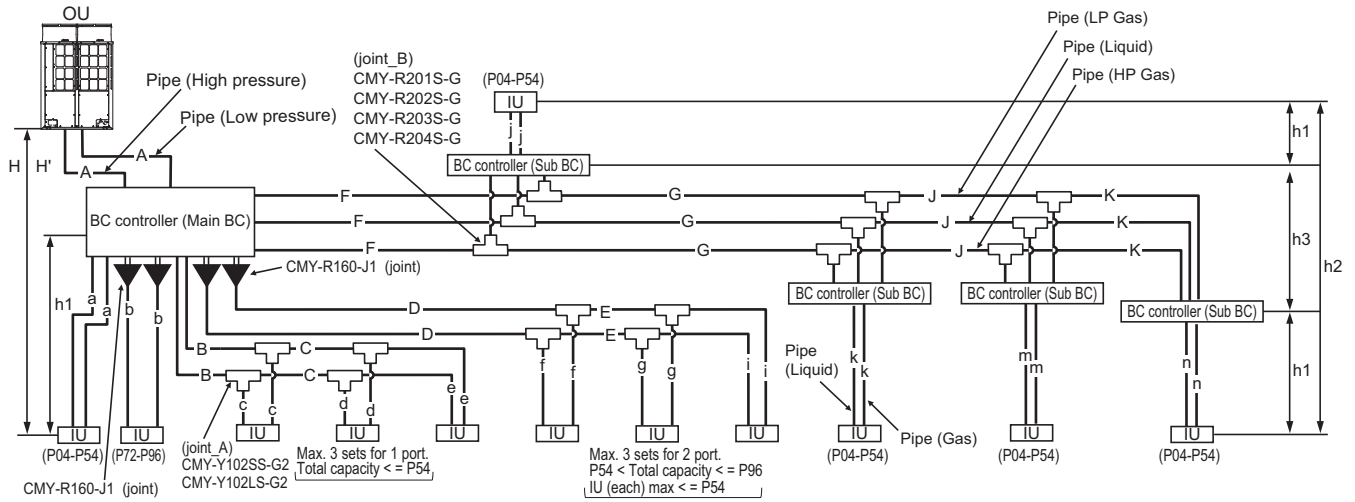 OU
Pipe (High pressure)
Pipe (Low pressure)
(joint_B)
CMY-R201S-G
CMY-R202S-G
CMY-R203S-G
CMY-R204S-G
(P04-P54)
IU
Pipe (LP Gas)
Pipe (Liquid)
Pipe (HP Gas)
h1
H
H'
A
A
j
j
BC controller (Sub BC)
BC controller (Main BC)
F
G
J
K
F
G
J
K
F
G
J
K
h3
h2
CMY-R160-J1 (joint)
h1
a
a
b
b
BC controller (Sub BC)
BC controller (Sub BC)
BC controller (Sub BC)
D
E
D
E
B
C
B
C
c
c
d
d
e
e
f
f
g
g
i
i
Pipe
(Liquid)
k
k
m
m
n
n
h1
Pipe (Gas)
IU
IU
IU
IU
IU
IU
IU
IU
IU
IU
IU
(P04-P54)
(P72-P96)
(joint_A)
CMY-Y102SS-G2
CMY-Y102LS-G2
Max. 3 sets for 1 port.
Total capacity < = P54
Max. 3 sets for 2 port.
P54 < Total capacity < = P96
IU (each) max < = P54
(P04-P54)
(P04-P54)
(P04-P54)
CMY-R160-J1 (joint)